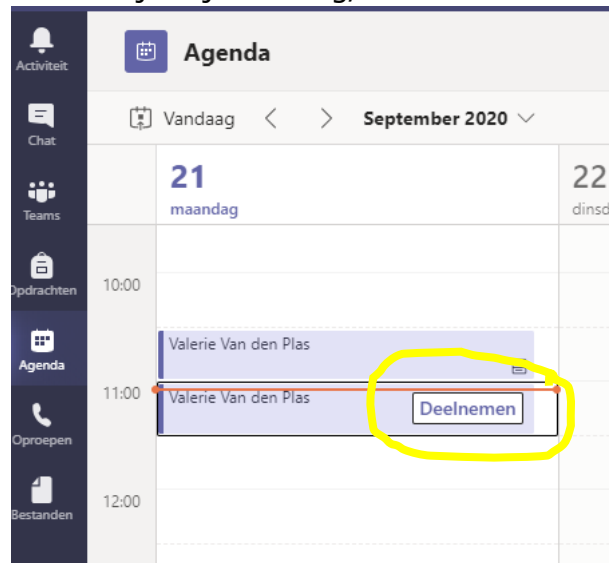 Activiteit
Chat
Teams
Opdrachten
Agenda
Oproepen
Bestanden
Agenda
Vandaag
September 2020
21
maandag
22
dinsd
10:00
Valerie Van den Plas
11:00
Valerie Van den Plas
Deelnemen
12:00